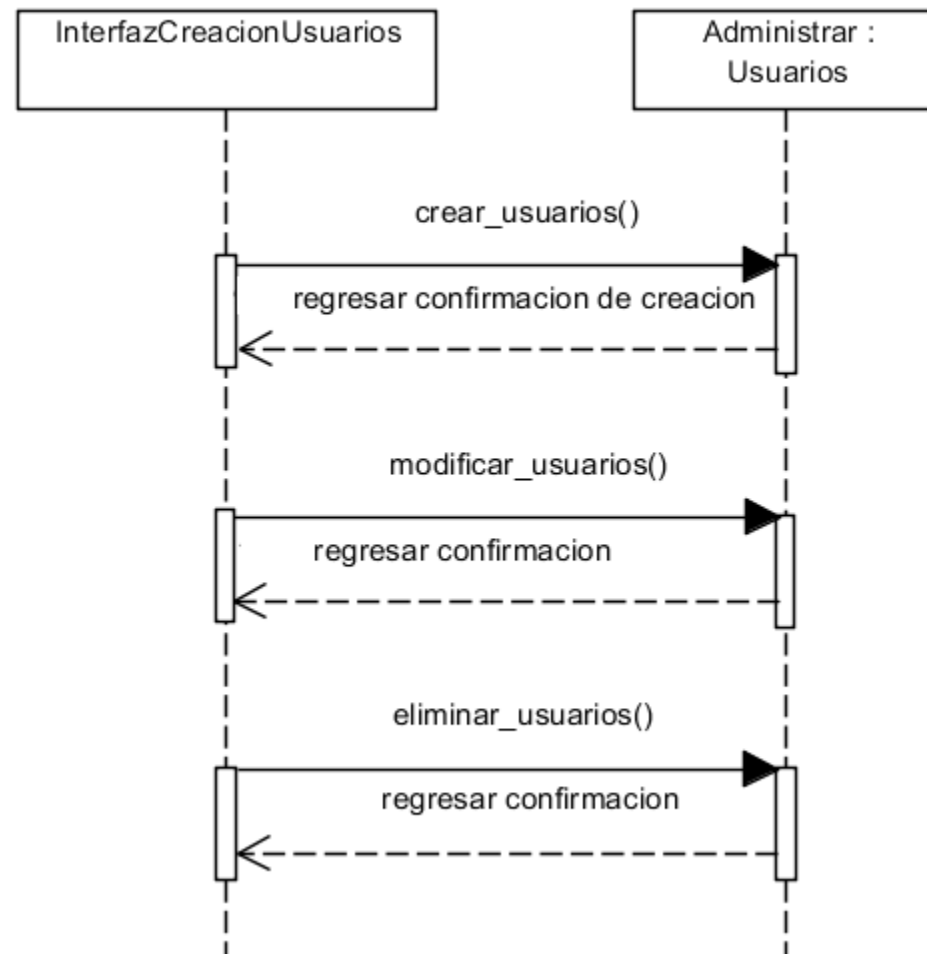 InterfazCreacionUsuarios
Administrar :
Usuarios
crear_usuarios()
regresar confirmacion de creacion
modificar_usuarios()
regresar confirmacion
eliminar_usuarios()
regresar confirmacion